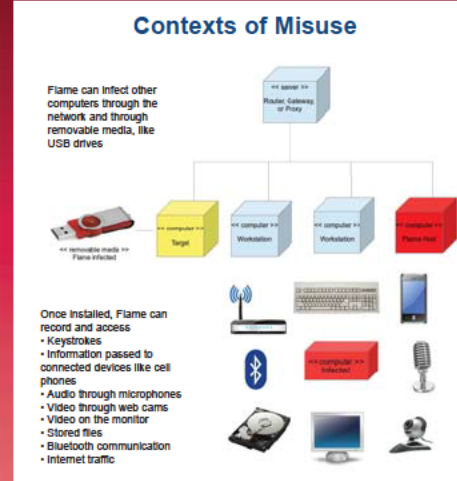 Contexts of Misuse
Flame can infect other
computers through the
network and through
removable media, like
USB drives
<< server >>
Router, Gateway,
or Proxy
<< removable media >>
Flame infected
<< computer >>
Target
<< computer >>
Workstation
<< computer >>
Workstation
<< computer >>
Flame Host
Once installed, Flame can
record and access
• Keystrokes
• Information passed to
connected devices like cell
phones
• Audio through microphones
• Video through web cams
• Video on the monitor
• Stored files
• Bluetooth communication
• Internet traffic
<< computer >>
Infected